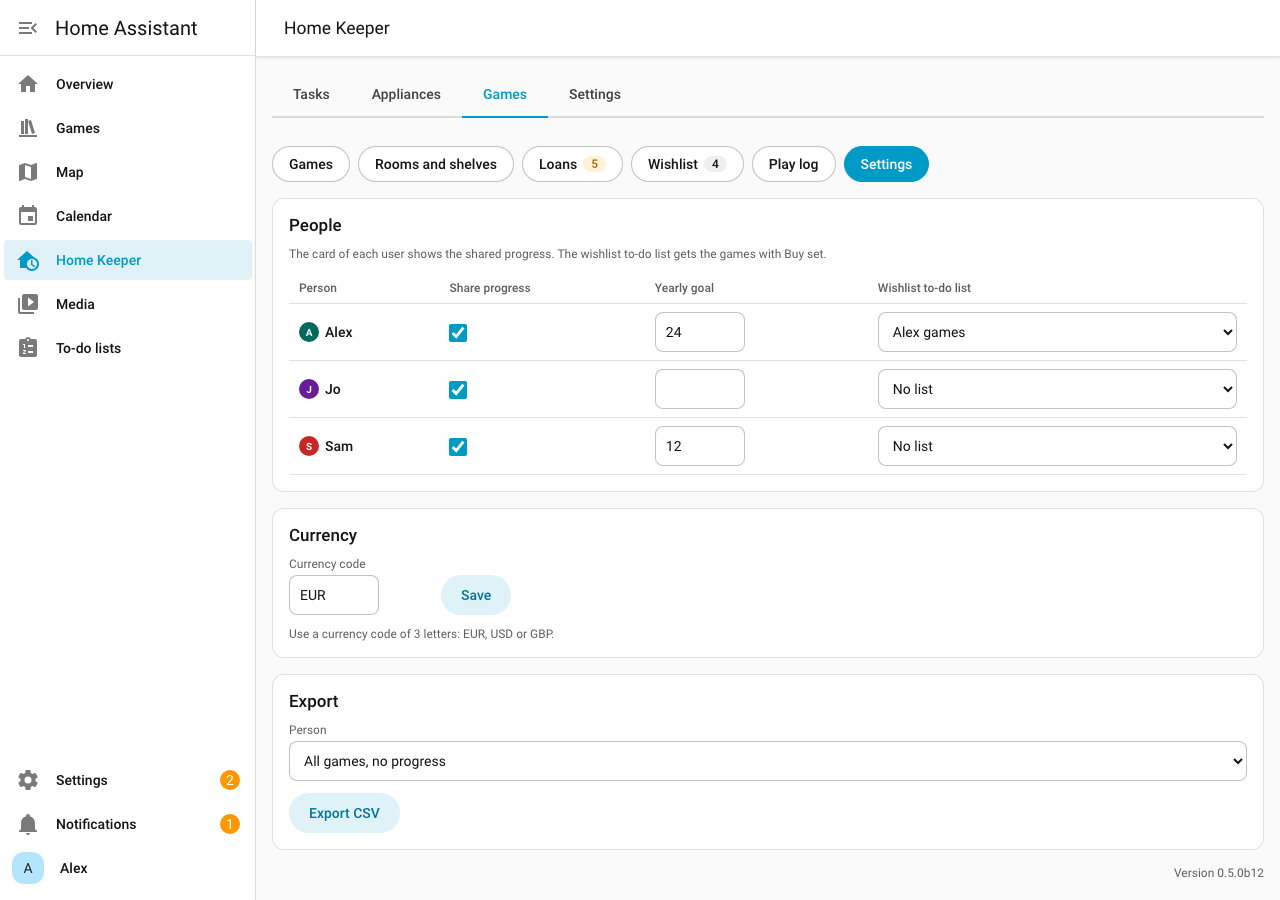 Home Assistant
Home Keeper
Overview
Games
Map
Calendar
Home Keeper
Media
To-do lists
Settings 2
Notifications 1
A Alex
Tasks Appliances Games Settings
Games Rooms and shelves Loans 5 Wishlist 4 Play log Settings
People
The card of each user shows the shared progress. The wishlist to-do list gets the games with Buy set.
Person Share progress Yearly goal Wishlist to-do list
A Alex 24 Alex games
J Jo No list
S Sam 12 No list
Currency
Currency code
EUR Save
Use a currency code of 3 letters: EUR, USD or GBP.
Export
Person
All games, no progress
Export CSV
Version 0.5.0b12